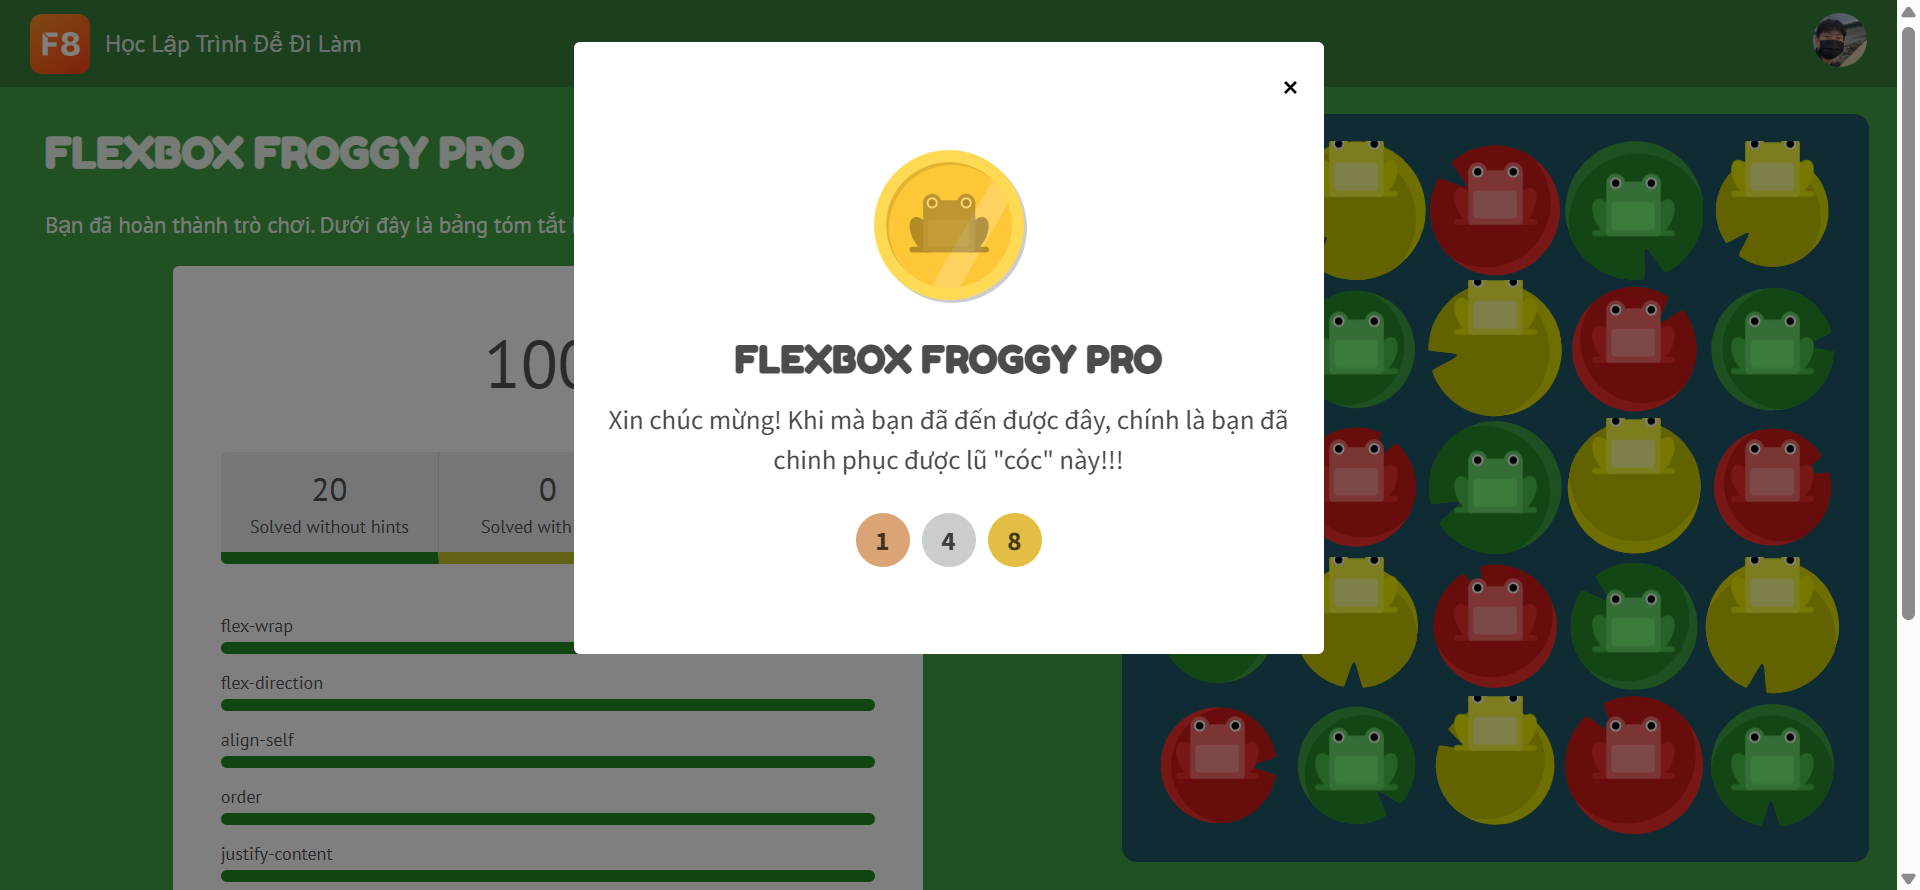 F8 Học Lập Trình Để Đi Làm
FLEXBOX FROGGY PRO
Bạn đã hoàn thành trò chơi. Dưới đây là bảng tóm tắt
100
20
Solved without hints
0
Solved with
flex-wrap
flex-direction
align-self
order
justify-content
×
FLEXBOX FROGGY PRO
Xin chúc mừng! Khi mà bạn đã đến được đây, chính là bạn đã
chinh phục được lũ "cóc" này!!!
1 4 8